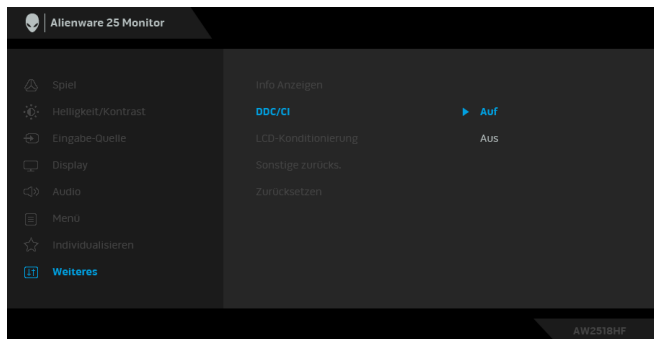 Alienware 25 Monitor
Spiel
Helligkeit/Kontrast
Eingabe-Quelle
Display
Audio
Menü
Individualisieren
Weiteres
Info Anzeigen
DDC/CI
Auf
LCD-Konditionierung
Aus
Sonstige zurücks.
Zurücksetzen
AW2518HF